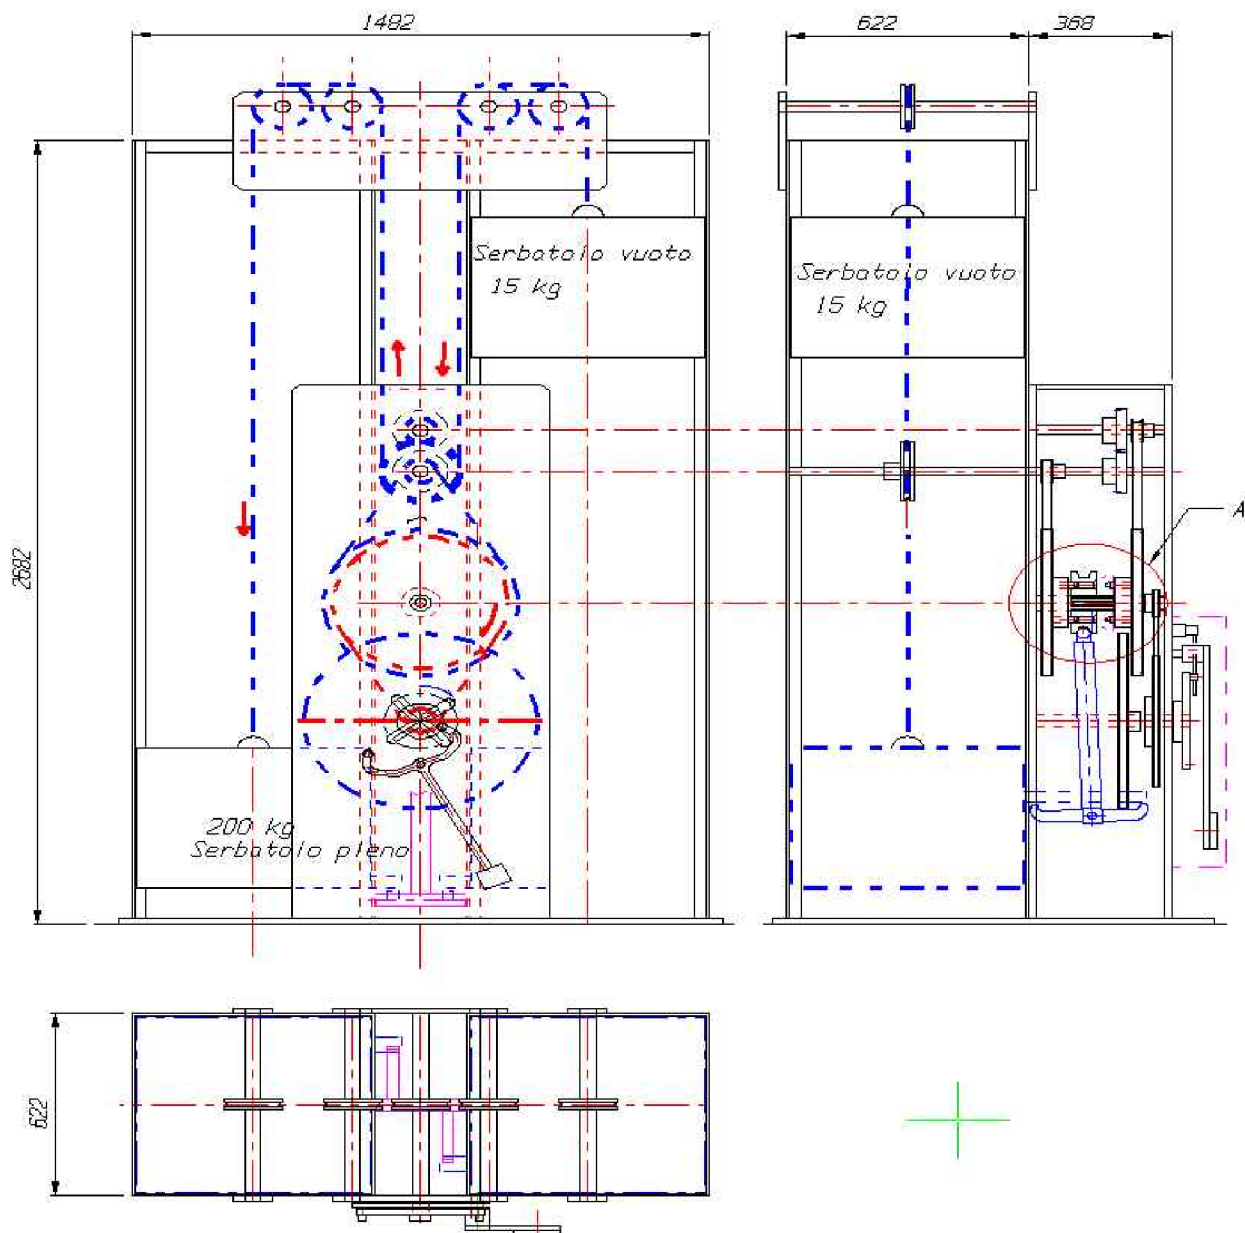 1482
622
368
Serbatoio vuoto
15 kg
Serbatoio vuoto
15 kg
A
2682
200 kg
Serbatoio pieno
622